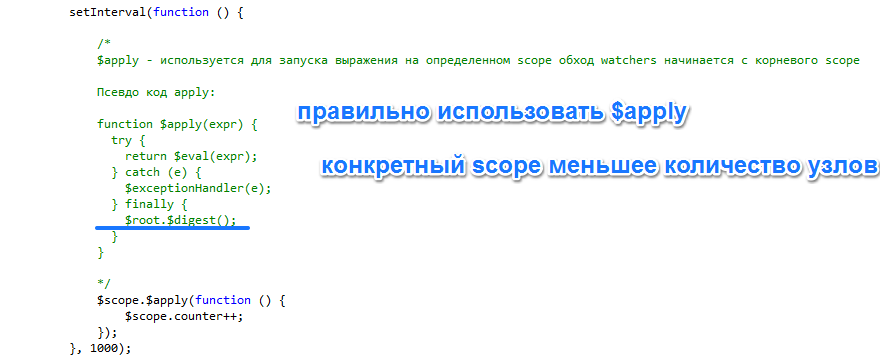 setInterval(function () {
/*
$apply - используется для запуска выражения на определенном scope обход watchers начинается с корневого scope
Псевдо код apply:
правильно использовать $apply
function $apply(expr) {
try {
return $eval(expr);
конкретный scope меньшее количество узлов
} catch (e) {
$exceptionHandler(e);
} finally {
$root.$digest();
}
}
*/
$scope.$apply(function () {
$scope.counter++;
});
}, 1000);